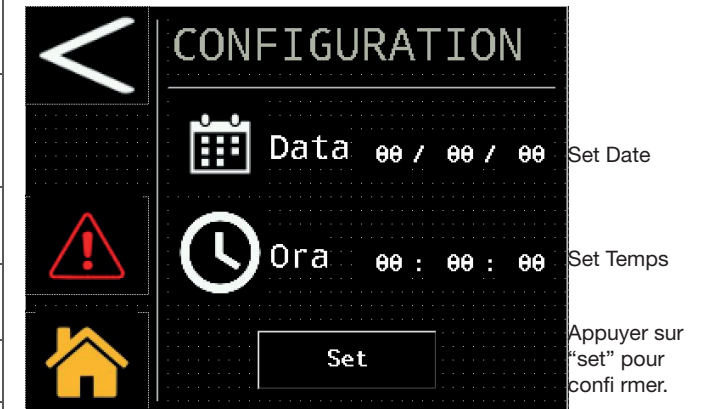 CONFIGURATION
Data 00 / 00 / 00
Set Date
Ora 00 : 00 : 00
Set Temps
Set
Appuyer sur
“set” pour
confi rmer.